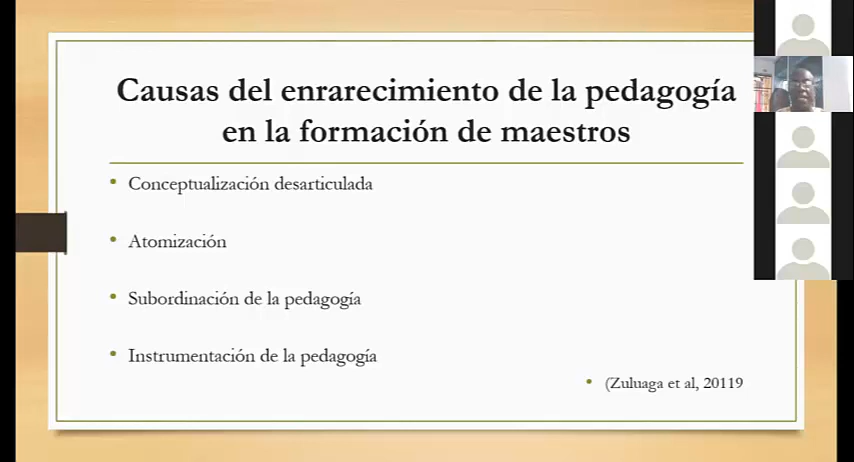 Causas del enrarecimiento de la pedagogía
en la formación de maestros
• Conceptualización desarticulada
• Atomización
• Subordinación de la pedagogía
• Instrumentación de la pedagogía
• (Zuluaga et al, 20119